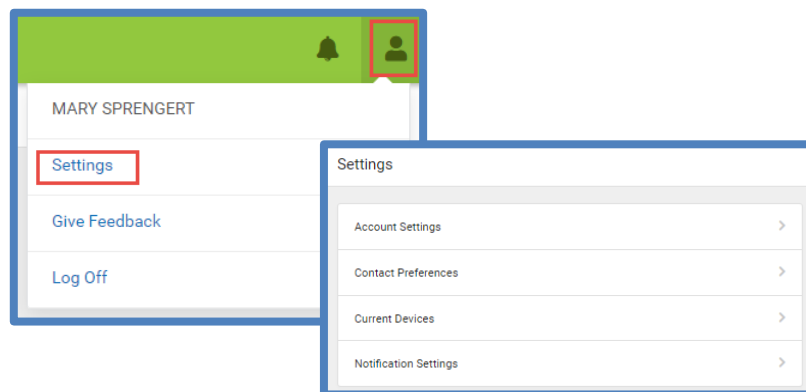 MARY SPRENGERT
Settings
Give Feedback
Log Off
Settings
Account Settings
Contact Preferences
Current Devices
Notification Settings